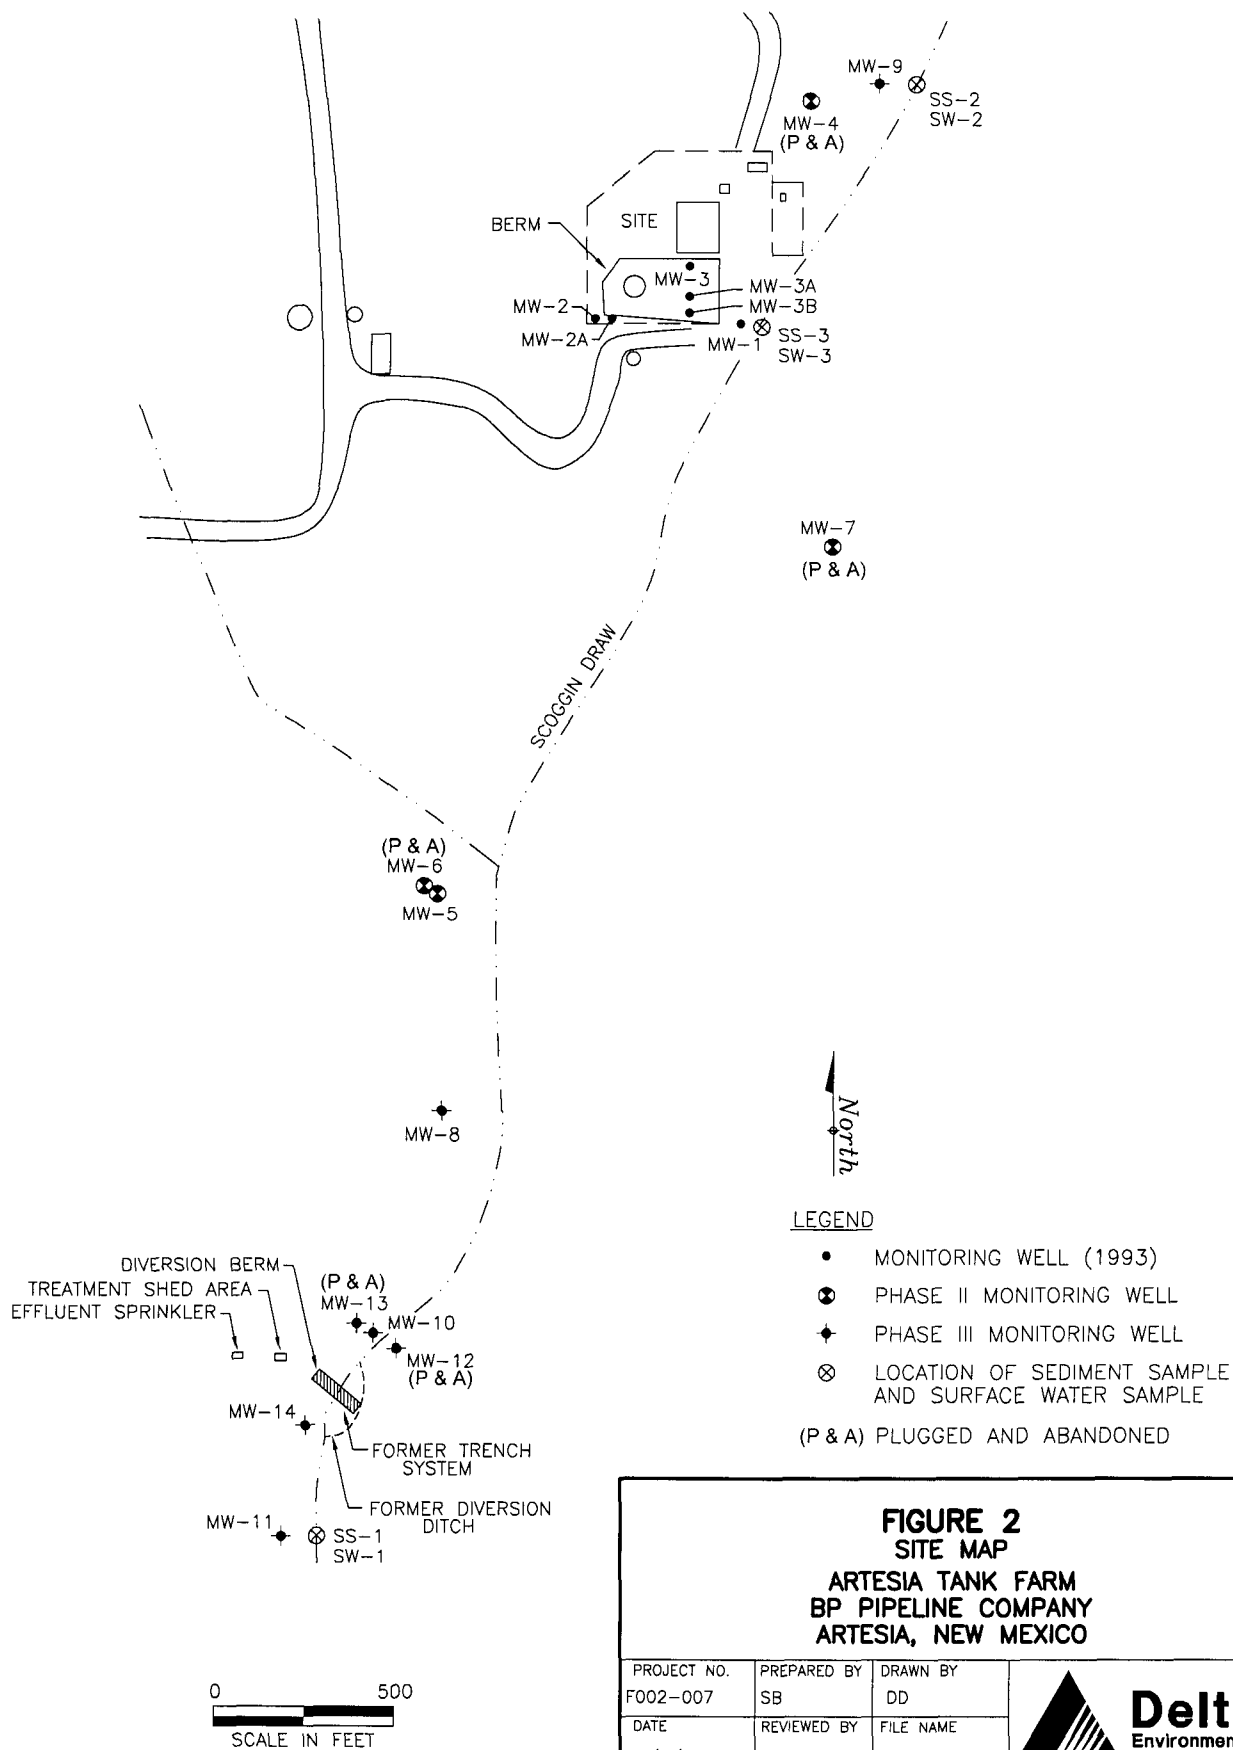 MW-9
SS-2
SW-2
MW-4
(P & A)
BERM
SITE
MW-3
MW-3A
MW-2
MW-3B
MW-2A
MW-1
SS-3
SW-3
MW-7
(P & A)
SCOGGIN DRAW
(P & A)
MW-6
MW-5
MW-8
North
LEGEND
MONITORING WELL (1993)
PHASE II MONITORING WELL
PHASE III MONITORING WELL
LOCATION OF SEDIMENT SAMPLE
AND SURFACE WATER SAMPLE
(P & A) PLUGGED AND ABANDONED
DIVERSION BERM
TREATMENT SHED AREA
EFFLUENT SPRINKLER
(P & A)
MW-13
MW-10
MW-12
(P & A)
MW-14
FORMER TRENCH
SYSTEM
FORMER DIVERSION
DITCH
MW-11
SS-1
SW-1
0 500
SCALE IN FEET
FIGURE 2
SITE MAP
ARTESIA TANK FARM
BP PIPELINE COMPANY
ARTESIA, NEW MEXICO
PROJECT NO.
F002-007
PREPARED BY
SB
DRAWN BY
DD
DATE
REVIEWED BY
FILE NAME
Delt
Environmen